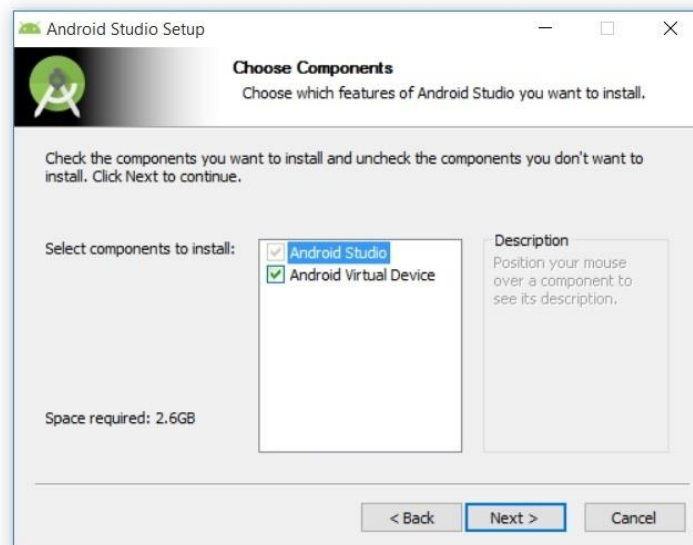 Android Studio Setup
Choose Components
Choose which features of Android Studio you want to install.
Check the components you want to install and uncheck the components you don't want to
install. Click Next to continue.
Select components to install:
Android Studio
Android Virtual Device
Description
Position your mouse
over a component to
see its description.
Space required: 2.6GB
< Back
Next >
Cancel